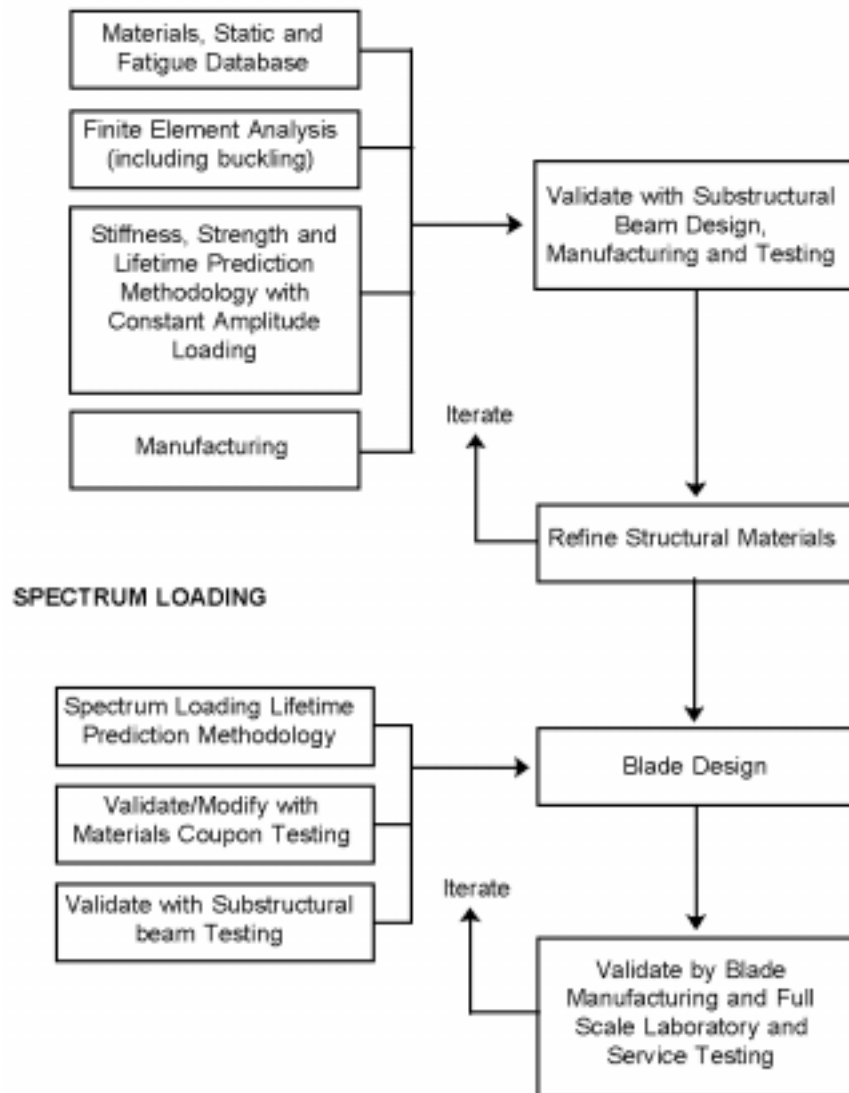 Materials, Static and
Fatigue Database
Finite Element Analysis
(including buckling)
Stiffness, Strength and
Lifetime Prediction
Methodology with
Constant Amplitude
Loading
Manufacturing
Validate with Substructural
Beam Design,
Manufacturing and Testing
Iterate
Refine Structural Materials
SPECTRUM LOADING
Spectrum Loading Lifetime
Prediction Methodology
Validate/Modify with
Materials Coupon Testing
Validate with Substructural
beam Testing
Blade Design
Iterate
Validate by Blade
Manufacturing and Full
Scale Laboratory and
Service Testing